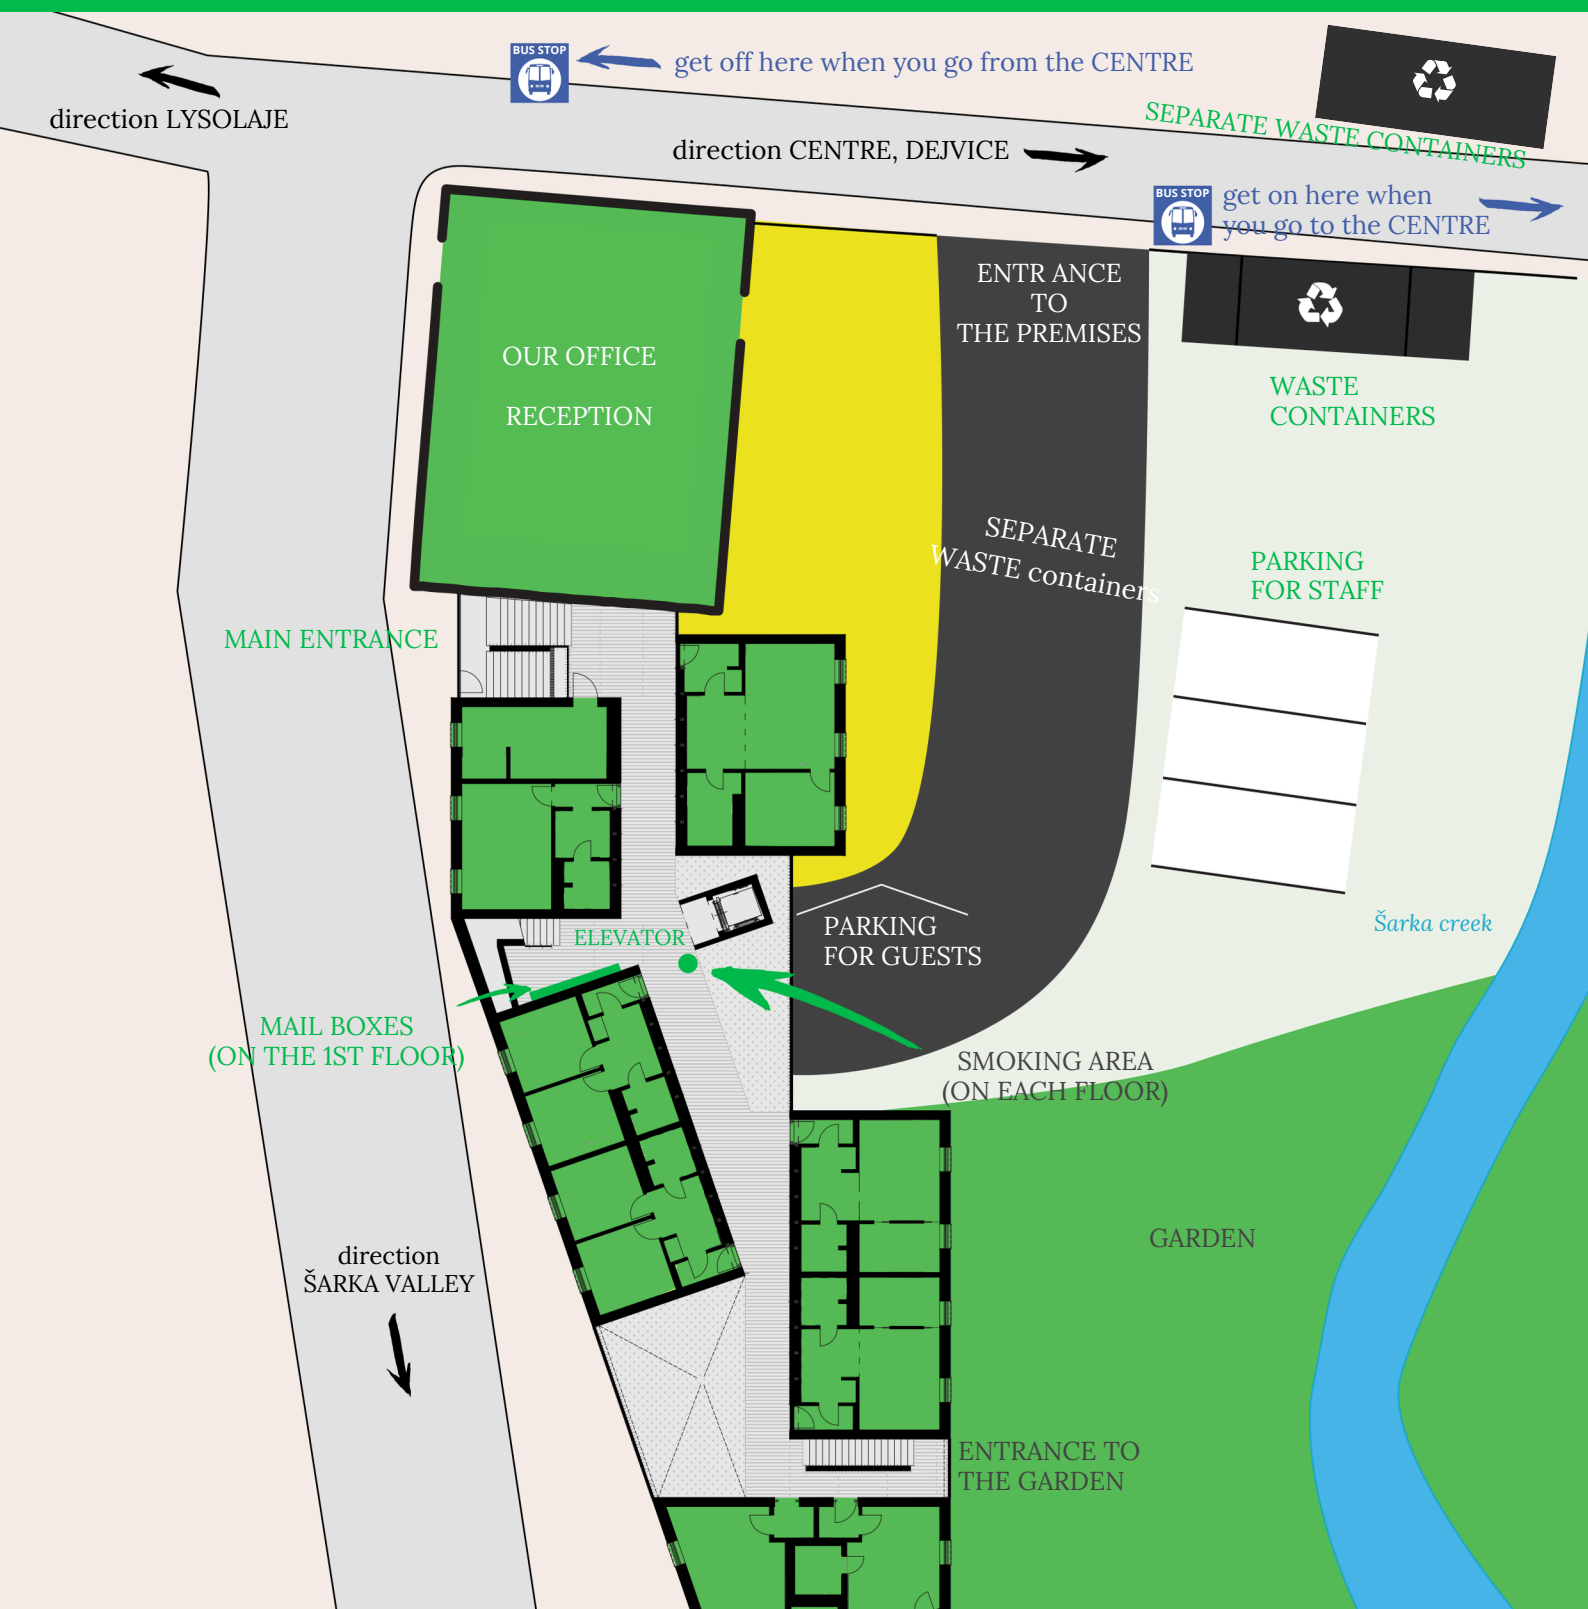 BUS STOP
get off here when you go from the CENTRE
direction LYSOLAJE
SEPARATE WASTE CONTAINERS
direction CENTRE, DEJVICE
BUS STOP
get on here when
you go to the CENTRE
ENTR ANCE
TO
THE PREMISES
OUR OFFICE
RECEPTION
WASTE
CONTAINERS
SEPARATE
WASTE containers
PARKING
FOR STAFF
MAIN ENTRANCE
Šarka creek
PARKING
FOR GUESTS
ELEVATOR
MAIL BOXES
(ON THE 1ST FLOOR)
SMOKING AREA
(ON EACH FLOOR)
GARDEN
direction
ŠARKA VALLEY
ENTRANCE TO
THE GARDEN